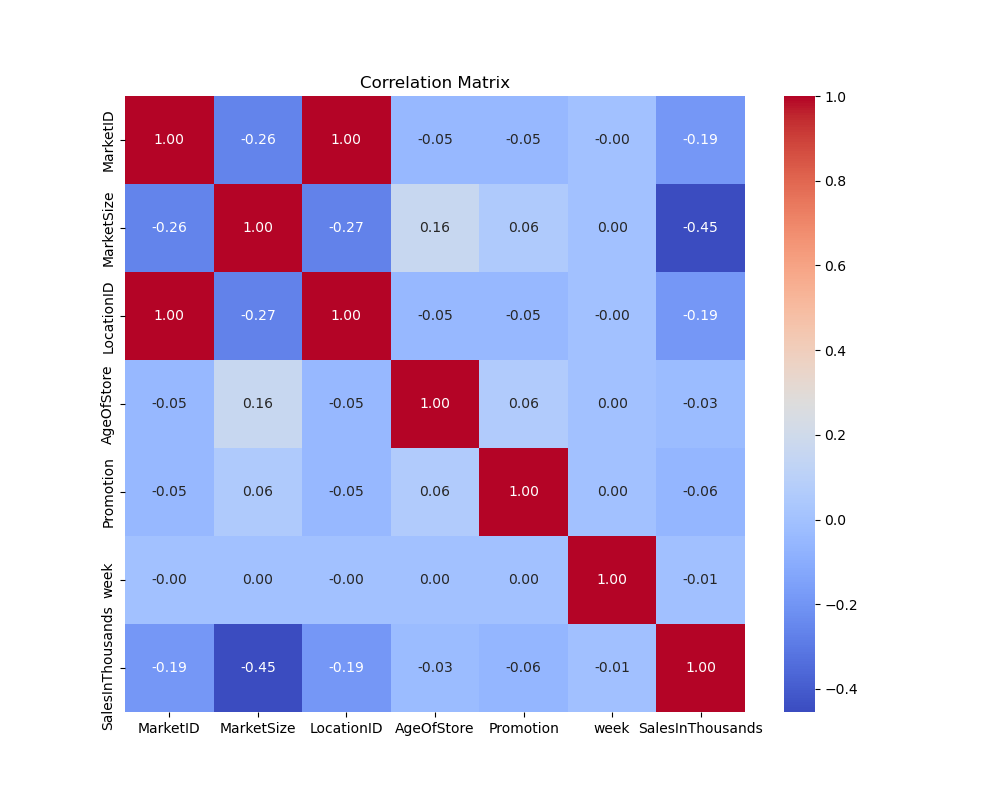 Correlation Matrix
MarketID 1.00 -0.26 1.00 -0.05 -0.05 -0.00 -0.19
MarketSize -0.26 1.00 -0.27 0.16 0.06 0.00 -0.45
LocationID 1.00 -0.27 1.00 -0.05 -0.05 -0.00 -0.19
AgeOfStore -0.05 0.16 -0.05 1.00 0.06 0.00 -0.03
Promotion -0.05 0.06 -0.05 0.06 1.00 0.00 -0.06
week -0.00 0.00 -0.00 0.00 0.00 1.00 -0.01
SalesInThousands -0.19 -0.45 -0.19 -0.03 -0.06 -0.01 1.00
MarketID MarketSize LocationID AgeOfStore Promotion week SalesInThousands
1.0
0.8
0.6
0.4
0.2
0.0
−0.2
−0.4